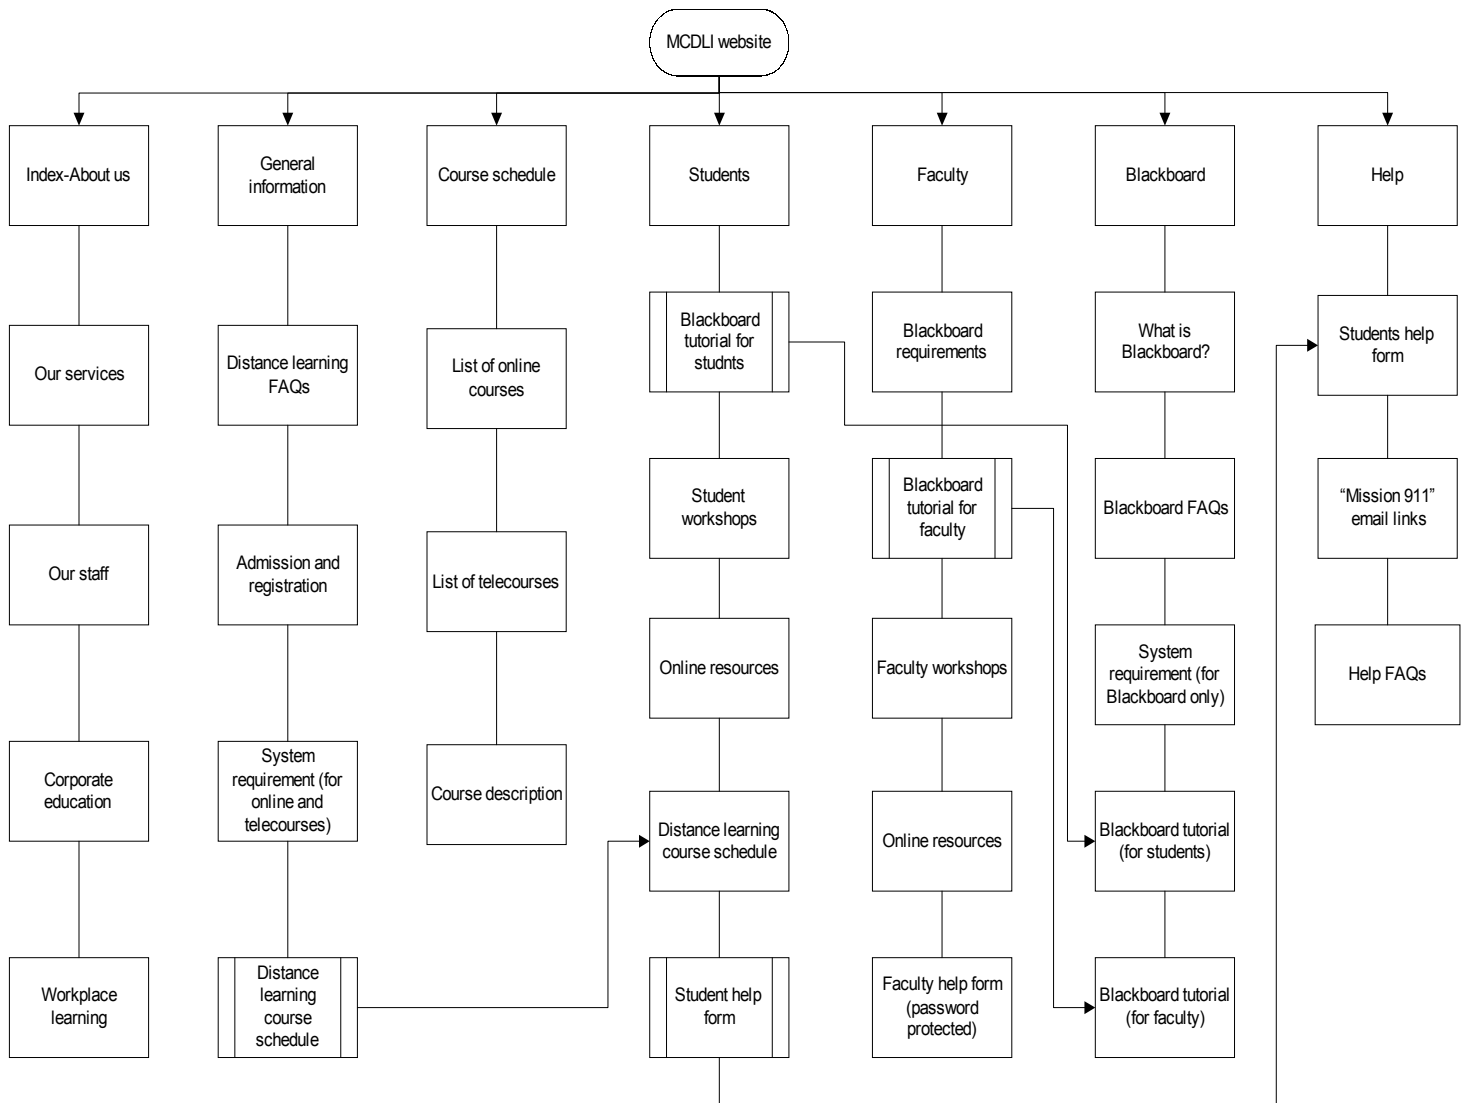 MCDLI website
Index-About us
General
information
Course schedule
Students
Faculty
Blackboard
Help
Our services
Our staff
Corporate
education
Workplace
learning
Distance learning
FAQs
Admission and
registration
System
requirement (for
online and
telecourses)
Distance
learning
course
schedule
List of online
courses
List of telecourses
Course description
Blackboard
tutorial for
studnts
Student
workshops
Online resources
Distance learning
course schedule
Student help
form
Blackboard
requirements
Blackboard
tutorial for
faculty
Faculty workshops
Online resources
Faculty help form
(password
protected)
What is
Blackboard?
Blackboard FAQs
System
requirement (for
Blackboard only)
Blackboard tutorial
(for students)
Blackboard tutorial
(for faculty)
Students help
form
“Mission 911”
email links
Help FAQs